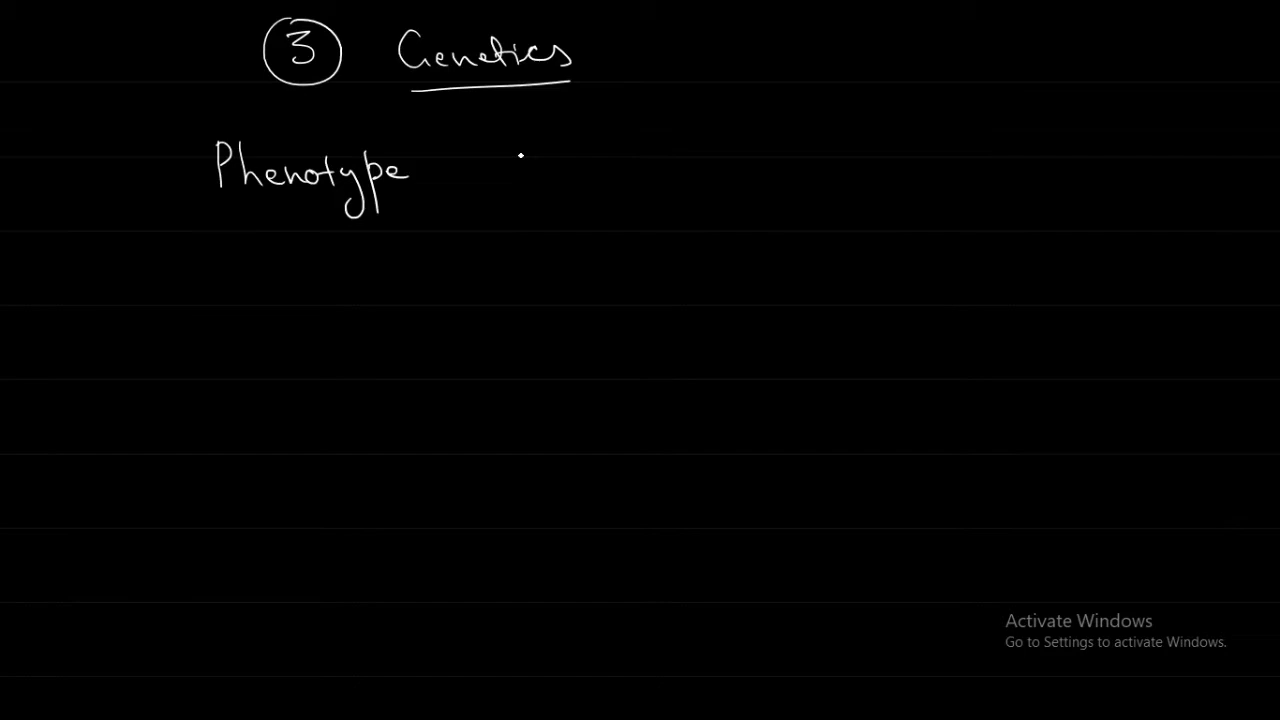 3 Genetics
Phenotype
Activate Windows
Go to Settings to activate Windows.